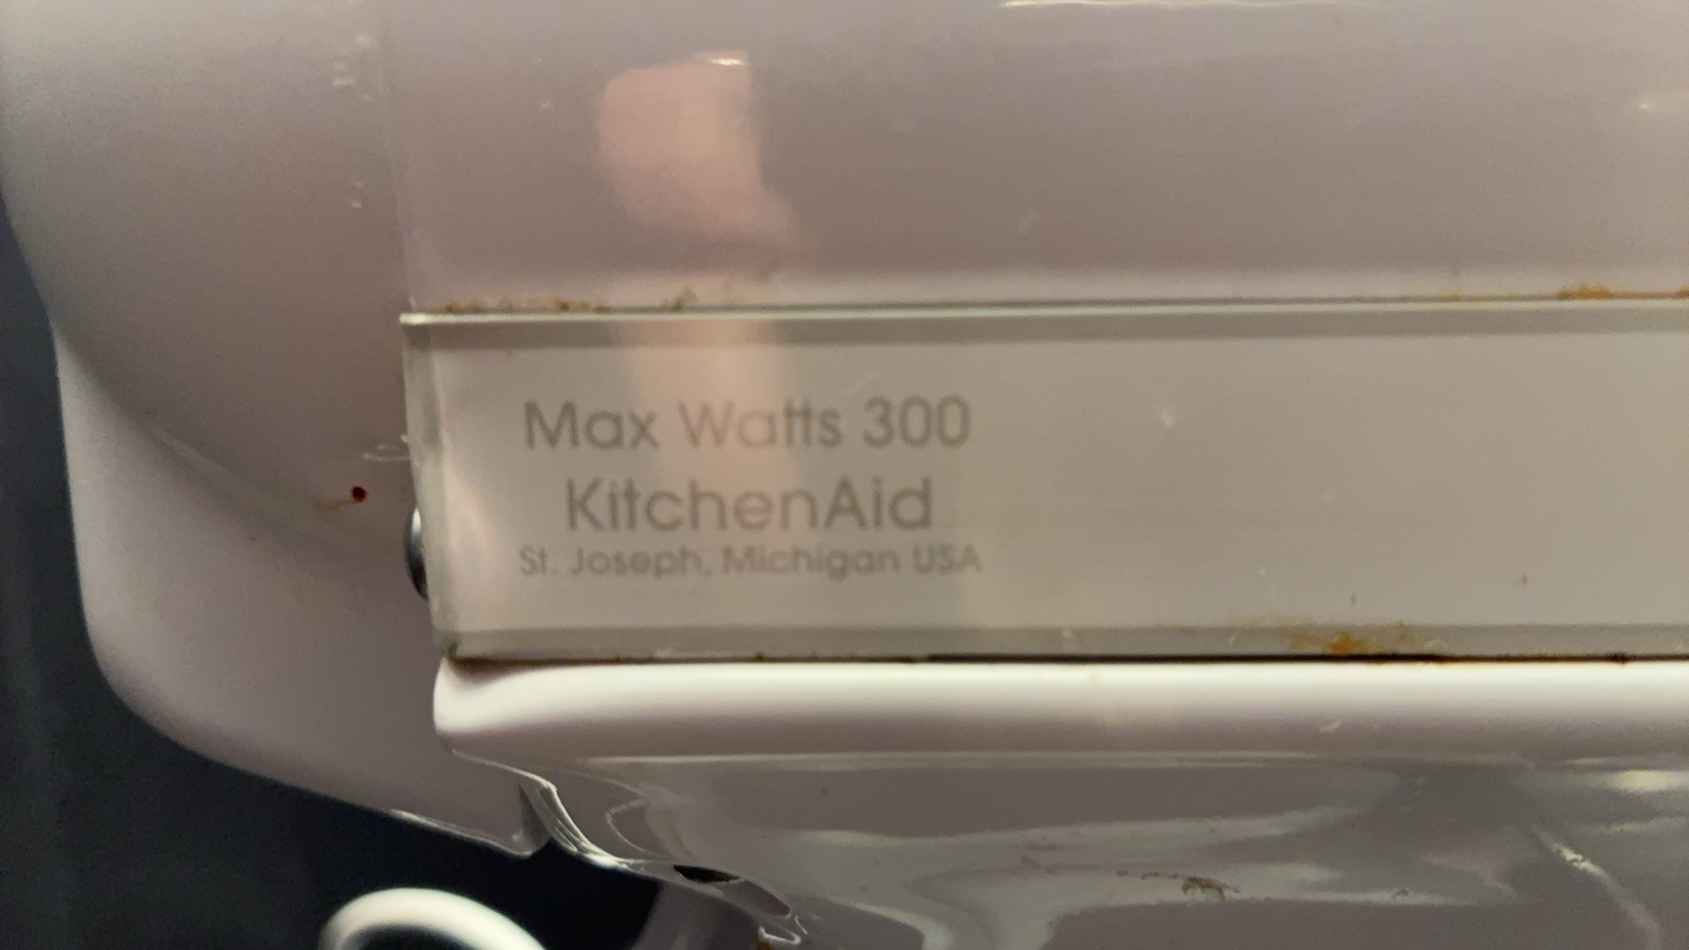 Max Watts 300
KitchenAid
St. Joseph, Michigan USA